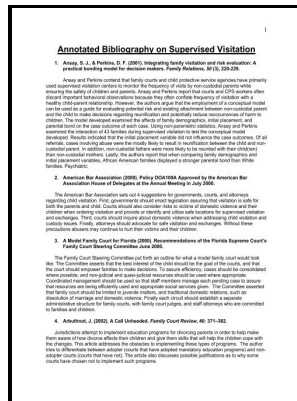 1
Annotated Bibliography on Supervised Visitation
1. Ansay, S. J., & Perkins, D. F. (2001). Integrating family visitation and risk evaluation: A
practical bonding model for decision makers. Family Relations, 50 (3), 220-229.
Ansay and Perkins contend that family courts and child protective service agencies have primarily
used supervised visitation centers to monitor the frequency of visits by non-custodial parents while
ensuring the safety of children and parents. Ansay and Perkins report that courts and CPS workers often
discard important behavioral observations because they often conflate frequency of visitation with a
healthy child-parent relationship. However, the authors argue that the employment of a conceptual model
can be used as a guide for evaluating potential risk and existing attachment between non-custodial parent
and the child to make decisions regarding reunification and potentially reduce reoccurrences of harm to
children. The model developed examined the effects of family demographics, initial placement, and
parental bond on the case outcome of each case. Using non-parametric statistics, Ansay and Perkins
examined the interaction of 43 families during supervised visitation to test the conceptual model
developed. Results indicated that the initial placement variable did not influence the case outcome. Of all
referrals, cases involving abuse were the mostly likely to result in reunification between the child and non-
custodial parent. In addition, non-custodial fathers were more likely to be reunited with their child(ren)
than non-custodial mothers. Lastly, the authors report that when comparing family demographics and
initial placement variables, African American families displayed a stronger parental bond than White
families. Psychiatric
2. American Bar Association (2000). Policy OOA109A Approved by the American Bar
Association House of Delegates at the Annual Meeting in July 2000.
The American Bar Association sets out 4 suggestions for governments, courts, and attorneys
regarding child visitation. First, governments should enact legislation assuring that visitation is safe for
both the parents and child. Courts should also consider risks to victims of domestic violence and their
children when ordering visitation and provide or identify and utilize safe locations for supervised visitation
and exchanges. Third, courts should inquire about domestic violence when addressing child visitation and
custody issues. Finally, attorneys should advocate for safe visitation and exchanges. Without these
precautions abusers may continue to hurt their victims and their children.
3. A Model Family Court for Florida (2000). Recommendations of the Florida Supreme Court's
Family Court Steering Committee June 2000.
The Family Court Steering Committee put forth an outline for what a model family court would look
like. The Committee asserts that the best interest of the child should be the goal of the courts, and that
the court should empower families to make decisions. To assure efficiency, cases should be consolidated
where possible, and non-judicial and quasi-judicial resources should be used where appropriate.
Coordinated management should be used so that staff members manage each pending case to assure
that resources are being efficiently used and appropriate social services given. The Committee asserted
that family court should be limited to juvenile matters, and traditional domestic relations, such as
dissolution of marriage and domestic violence. Finally each circuit should establish a separate
administrative structure for family courts, with family court judges, and staff attorneys who are committed
to families and children.
4. Arbuthnot, J. (2002). A Call Unheeded. Family Court Review, 40: 371–382.
Jurisdictions attempt to implement education programs for divorcing parents in order to help make
them aware of how divorce affects their children and give them skills that will help the children cope with
the changes. This article addresses the obstacles to implementing these types of programs. The author
tries to differentiate between adopter (courts that have adopted mandatory education programs) and non-
adopter courts (courts that have not). The article also discusses possible justifications as to why some
courts have chosen not to implement such programs.